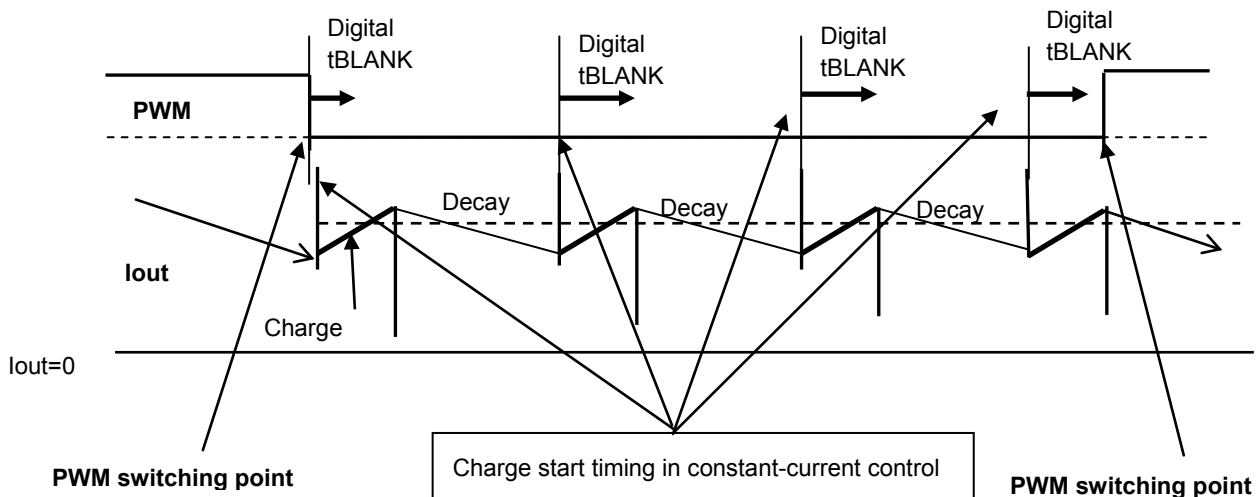 Digital
tBLANK
Digital
tBLANK
Digital
tBLANK
Digital
tBLANK
PWM
Decay
Decay
Decay
Iout
Charge
Iout=0
PWM switching point
Charge start timing in constant-current control
PWM switching point